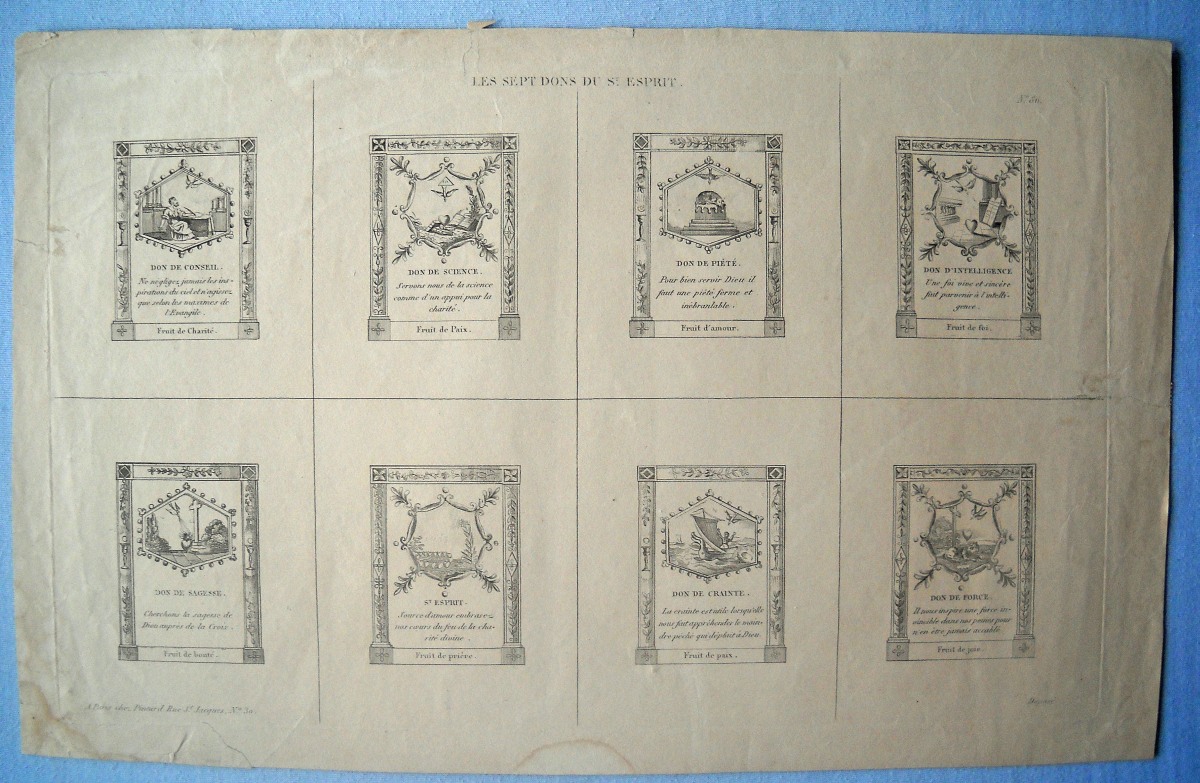 LES SEPT DONS DU St. ESPRIT.
DON DE CONSEIL.
Ne negligez jamais les ins-
pirations du ciel et n'agissez
que selon les maximes de
l'Evangile.
Fruit de Charité.
DON DE SCIENCE.
Servons nous de la science
comme d'un appui pour la
charité.
Fruit de Paix.
DON DE PIÉTÉ.
Pour bien servir Dieu il
faut une piété ferme et
inébranlable.
Fruit d'amour.
DON D'INTELLIGENCE
Une foi vive et sincère
fait parvenir à l'intelli-
gence.
Fruit de foi.
DON DE SAGESSE.
Cherchons la sagesse de
Dieu auprès de la Croix.
Fruit de bonté.
St. ESPRIT.
Source d'amour embrasez
nos cœurs du feu de la cha-
rité divine.
Fruit de prière.
DON DE CRAINTE.
La crainte est utile lorsqu'elle
nous fait appréhender le moin-
dre péché qui déplait à Dieu.
Fruit de paix.
DON DE FORCE.
Il nous inspire une force in-
vincible dans nos peines pour
n'en être jamais accablé.
Fruit de joie.
A Paris chez Rue St. Jacques, No.